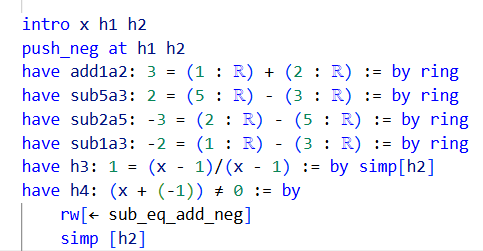 intro x h1 h2
push_neg at h1 h2
have add1a2: 3 = (1 : ℝ) + (2 : ℝ) := by ring
have sub5a3: 2 = (5 : ℝ) - (3 : ℝ) := by ring
have sub2a5: -3 = (2 : ℝ) - (5 : ℝ) := by ring
have sub1a3: -2 = (1 : ℝ) - (3 : ℝ) := by ring
have h3: 1 = (x - 1)/(x - 1) := by simp[h2]
have h4: (x + (-1)) ≠ 0 := by
rw[← sub_eq_add_neg]
simp [h2]